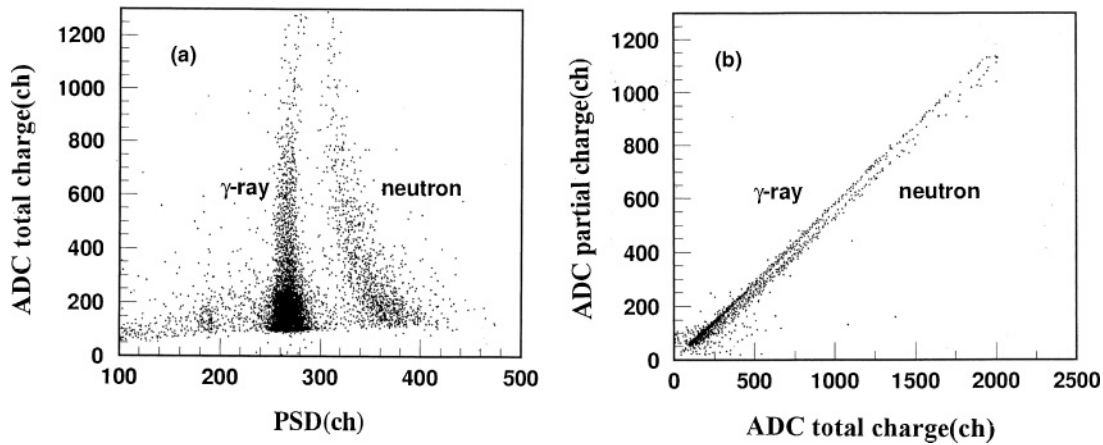 (a)
ADC total charge(ch)
1200
1000
800
600
400
200
0
γ-ray
neutron
100 200 300 400 500
PSD(ch)
(b)
ADC partial charge(ch)
1200
1000
800
600
400
200
0
γ-ray
neutron
0 500 1000 1500 2000 2500
ADC total charge(ch)